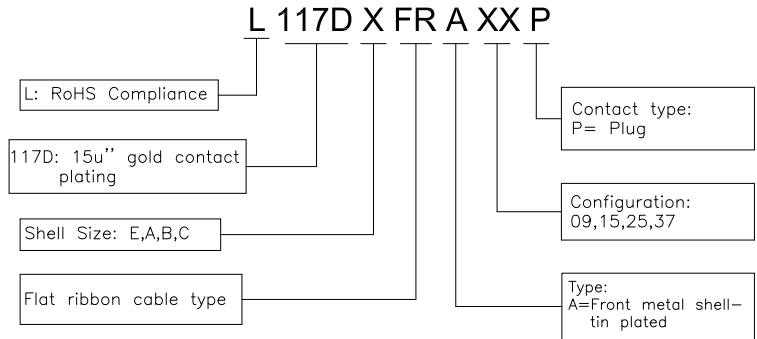 L 117D X FR A XX P
L: RoHS Compliance
117D: 15u'' gold contact
plating
Shell Size: E,A,B,C
Flat ribbon cable type
Contact type:
P= Plug
Configuration:
09,15,25,37
Type:
A=Front metal shell-
tin plated